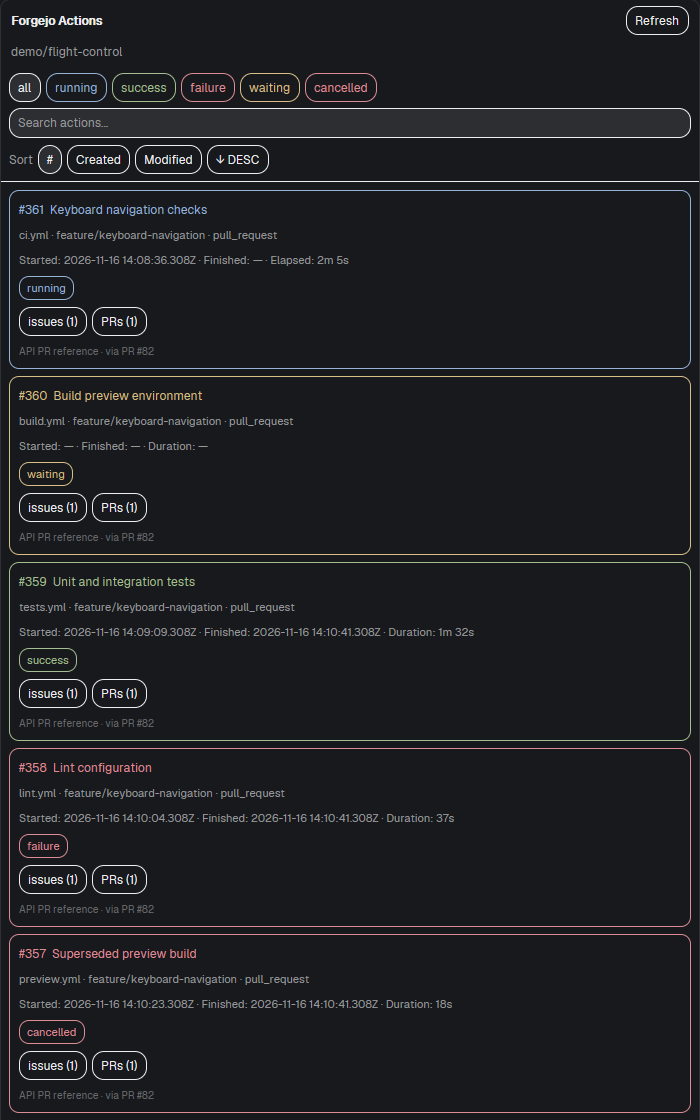 Forgejo Actions Refresh
demo/flight-control
all running success failure waiting cancelled
Search actions...
Sort # Created Modified ↓ DESC
#361 Keyboard navigation checks
ci.yml · feature/keyboard-navigation · pull_request
Started: 2026-11-16 14:08:36.308Z · Finished: — · Elapsed: 2m 5s
running
issues (1) PRs (1)
API PR reference · via PR #82
#360 Build preview environment
build.yml · feature/keyboard-navigation · pull_request
Started: — · Finished: — · Duration: —
waiting
issues (1) PRs (1)
API PR reference · via PR #82
#359 Unit and integration tests
tests.yml · feature/keyboard-navigation · pull_request
Started: 2026-11-16 14:09:09.308Z · Finished: 2026-11-16 14:10:41.308Z · Duration: 1m 32s
success
issues (1) PRs (1)
API PR reference · via PR #82
#358 Lint configuration
lint.yml · feature/keyboard-navigation · pull_request
Started: 2026-11-16 14:10:04.308Z · Finished: 2026-11-16 14:10:41.308Z · Duration: 37s
failure
issues (1) PRs (1)
API PR reference · via PR #82
#357 Superseded preview build
preview.yml · feature/keyboard-navigation · pull_request
Started: 2026-11-16 14:10:23.308Z · Finished: 2026-11-16 14:10:41.308Z · Duration: 18s
cancelled
issues (1) PRs (1)
API PR reference · via PR #82